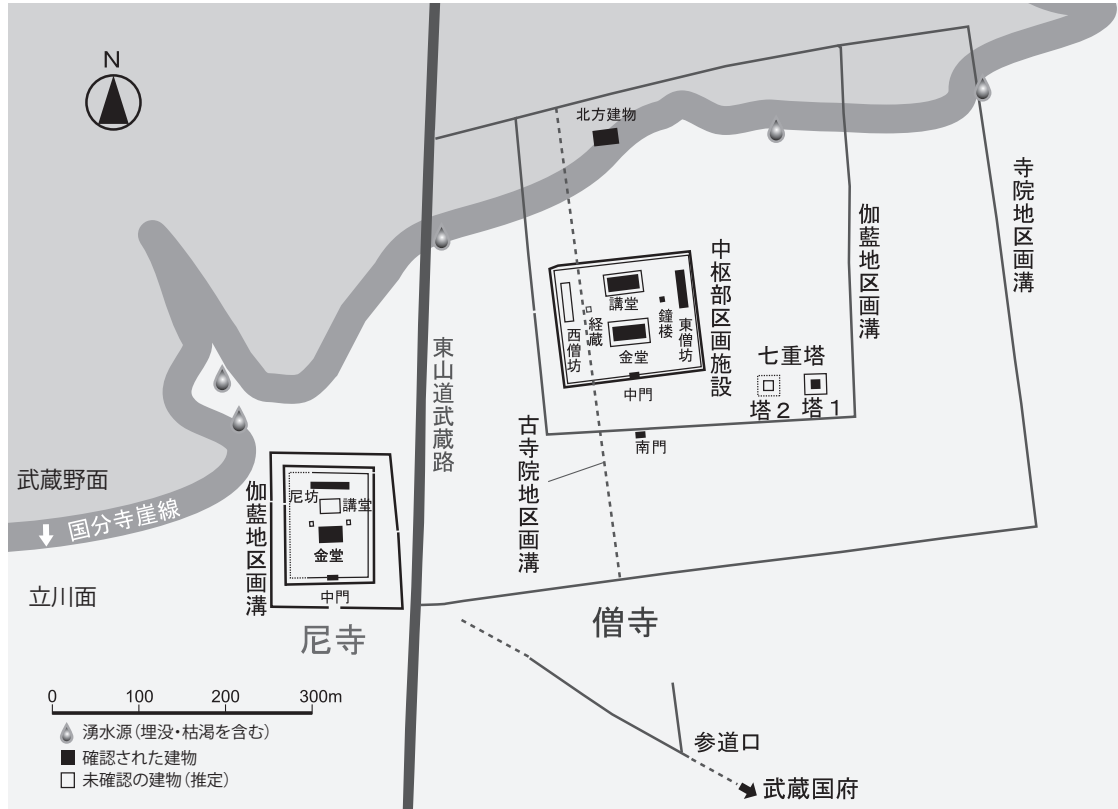 N
北方建物
寺院地区画溝
伽藍地区画溝
中枢部区画施設
講堂
鐘楼
東僧坊
経蔵
西僧坊
金堂
中門
七重塔
塔2
塔1
南門
古寺院地区画溝
東山道武蔵路
武蔵野面
国分寺崖線
立川面
伽藍地区画溝
尼坊
講堂
金堂
中門
尼寺
僧寺
参道口
武蔵国府
0 100 200 300m
湧水源(埋没・枯渇を含む)
確認された建物
未確認の建物(推定)